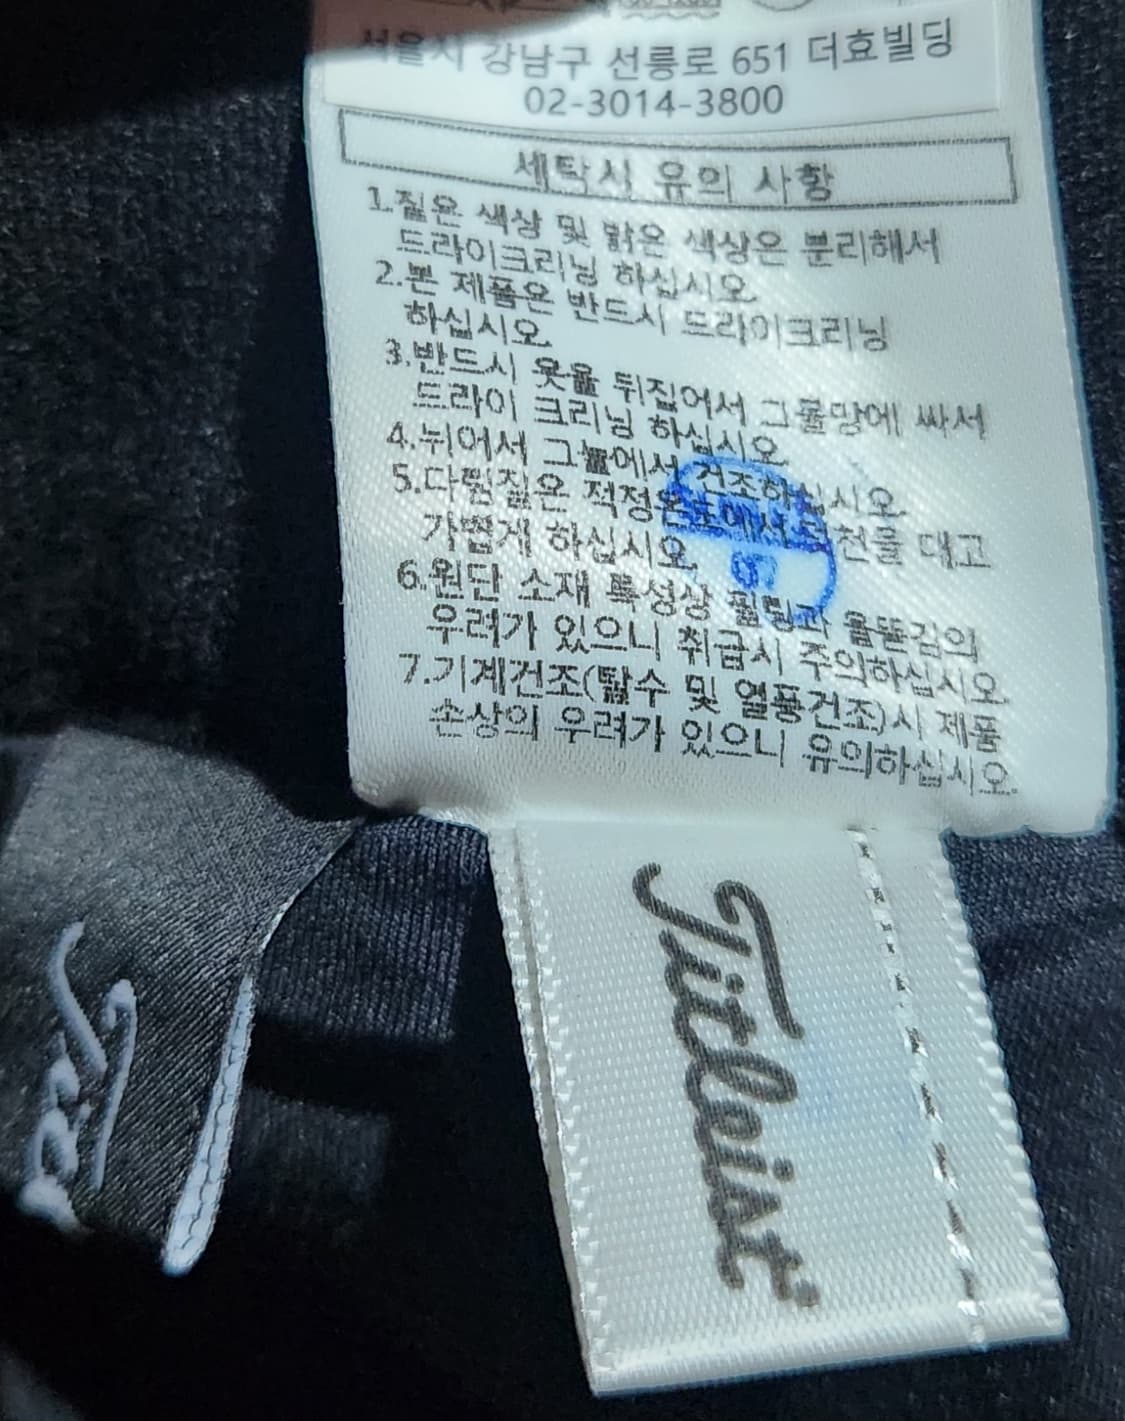 서울시 강남구 선릉로 651 더효빌딩
02-3014-3800
세탁시 유의 사항
1.짙은 색상 및 밝은 색상은 분리해서
드라이크리닝 하십시오.
2.본 제품은 반드시 드라이크리닝
하십시오.
3.반드시 옷을 뒤집어서 그물망에 싸서
드라이 크리닝 하십시오.
4.뉘어서 그늘에서 건조하십시오.
5.다림질은 적정온도에서 천을 대고
가볍게 하십시오.
6.원단 소재 특성상 필링과 올뜯김의
우려가 있으니 취급시 주의하십시오.
7.기계건조(탈수 및 열풍건조)시 제품
손상의 우려가 있으니 유의하십시오.
Titleist